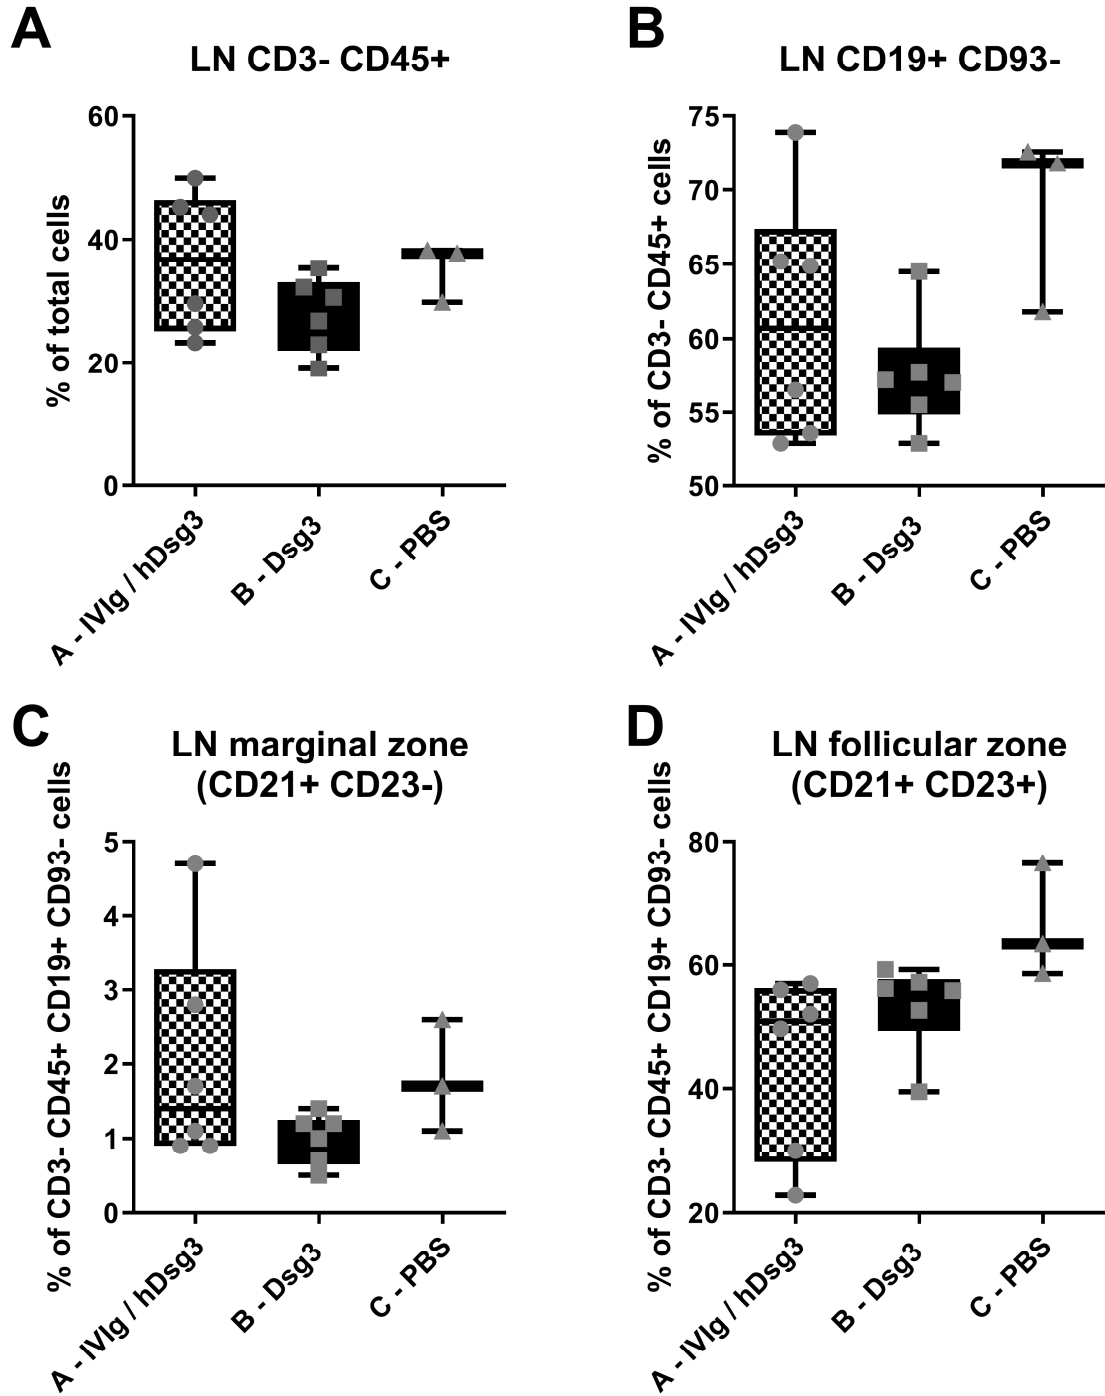 A
LN CD3- CD45+
% of total cells
60
40
20
0
A - IVIg / hDsg3
B - Dsg3
C - PBS
B
LN CD19+ CD93-
% of CD3- CD45+ cells
75
70
65
60
55
50
A - IVIg / hDsg3
B - Dsg3
C - PBS
C
LN marginal zone
(CD21+ CD23-)
% of CD3- CD45+ CD19+ CD93- cells
5
4
3
2
1
0
A - IVIg / hDsg3
B - Dsg3
C - PBS
D
LN follicular zone
(CD21+ CD23+)
% of CD3- CD45+ CD19+ CD93- cells
80
60
40
20
A - IVIg / hDsg3
B - Dsg3
C - PBS